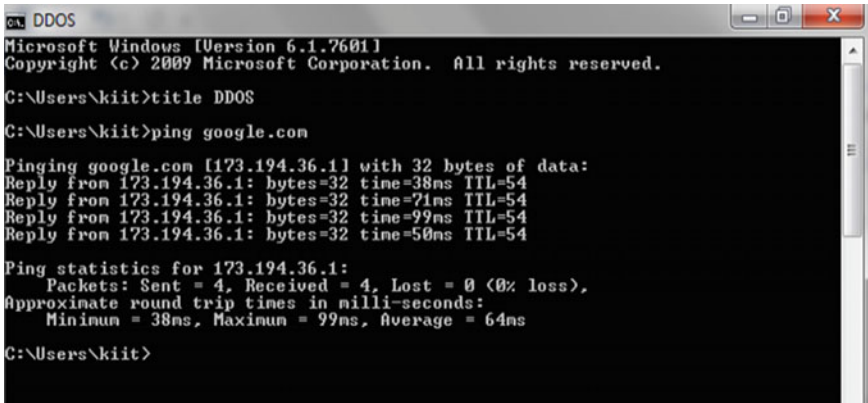 DDOS
Microsoft Windows [Version 6.1.7601]
Copyright (c) 2009 Microsoft Corporation.  All rights reserved.
C:\Users\kiit>title DDOS
C:\Users\kiit>ping google.com
Pinging google.com [173.194.36.1] with 32 bytes of data:
Reply from 173.194.36.1: bytes=32 time=38ms TTL=54
Reply from 173.194.36.1: bytes=32 time=71ms TTL=54
Reply from 173.194.36.1: bytes=32 time=99ms TTL=54
Reply from 173.194.36.1: bytes=32 time=50ms TTL=54
Ping statistics for 173.194.36.1:
    Packets: Sent = 4, Received = 4, Lost = 0 (0% loss),
Approximate round trip times in milli-seconds:
    Minimum = 38ms, Maximum = 99ms, Average = 64ms
C:\Users\kiit>